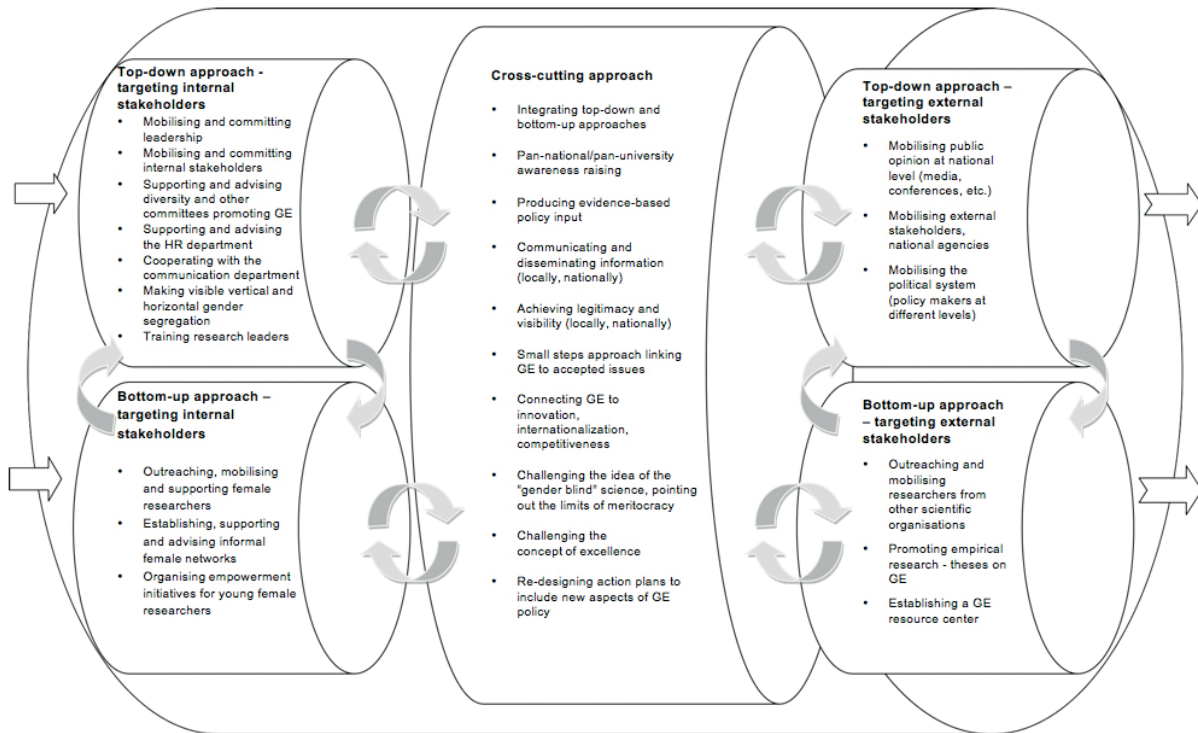 Top-down approach -
targeting internal
stakeholders
• Mobilising and committing
leadership
• Mobilising and committing
internal stakeholders
• Supporting and advising
diversity and other
committees promoting GE
• Supporting and advising
the HR department
• Cooperating with the
communication department
• Making visible vertical and
horizontal gender
segregation
• Training research leaders
Bottom-up approach –
targeting internal
stakeholders
• Outreaching, mobilising
and supporting female
researchers
• Establishing, supporting
and advising informal
female networks
• Organising empowerment
initiatives for young female
researchers
Cross-cutting approach
• Integrating top-down and
bottom-up approaches
• Pan-national/pan-university
awareness raising
• Producing evidence-based
policy input
• Communicating and
disseminating information
(locally, nationally)
• Achieving legitimacy and
visibility (locally, nationally)
• Small steps approach linking
GE to accepted issues
• Connecting GE to
innovation,
internationalization,
competitiveness
• Challenging the idea of the
"gender blind" science, pointing
out the limits of meritocracy
• Challenging the
concept of excellence
• Re-designing action plans to
include new aspects of GE
policy
Top-down approach –
targeting external
stakeholders
• Mobilising public
opinion at national
level (media,
conferences, etc.)
• Mobilising external
stakeholders,
national agencies
• Mobilising the
political system
(policy makers at
different levels)
Bottom-up approach
– targeting external
stakeholders
• Outreaching and
mobilising
researchers from
other scientific
organisations
• Promoting empirical
research - theses on
GE
• Establishing a GE
resource center